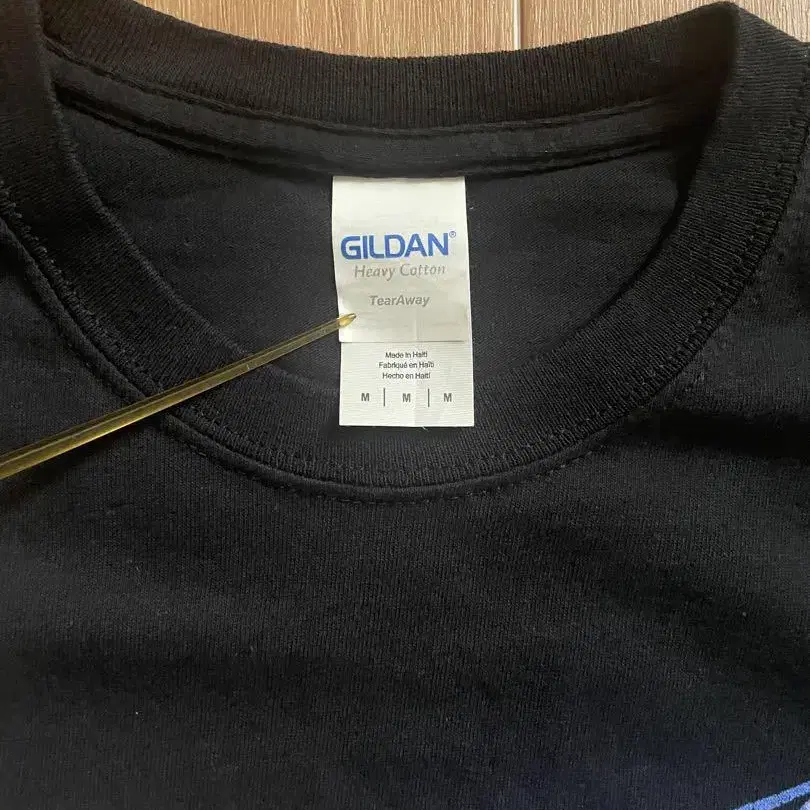 GILDAN®
Heavy Cotton
TearAway
Made in Haiti
Fabriqué en Haïti
Hecho en Haití
M | M | M